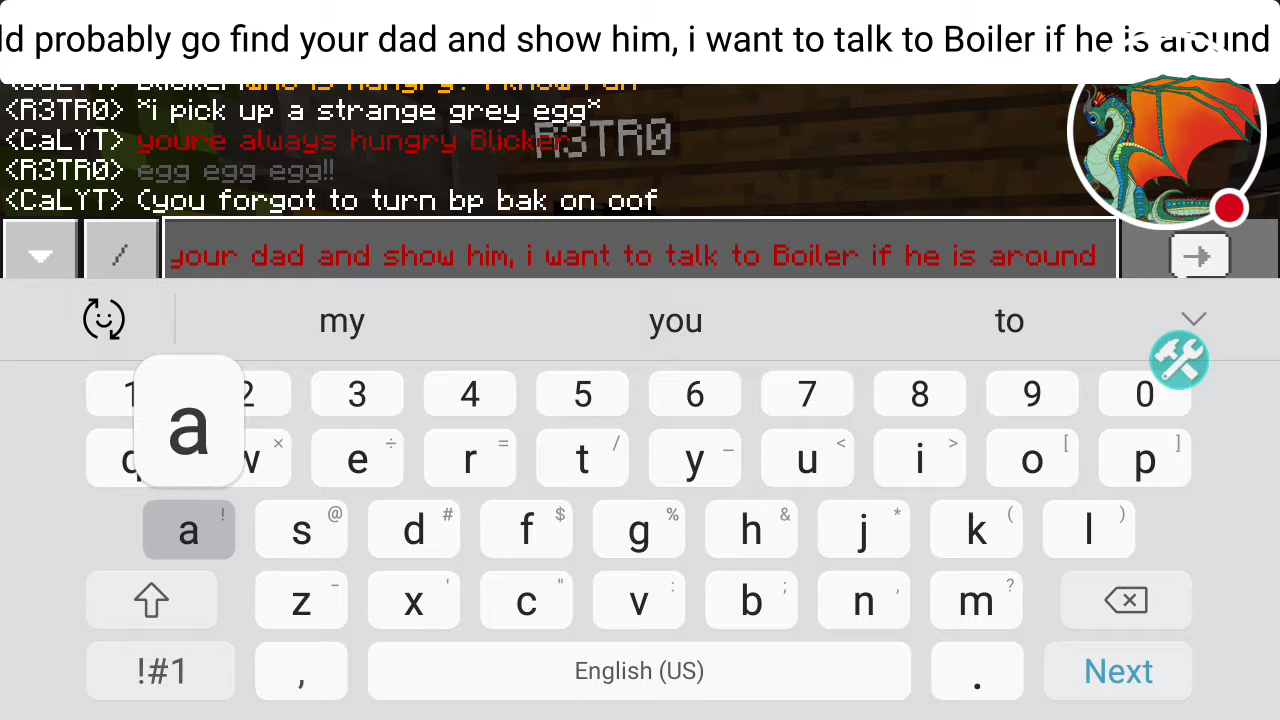 ld probably go find your dad and show him, i want to talk to Boiler if he is around
<R3TR0> *i pick up a strange grey egg*
<CaLYT> youre always hungry Blicker
R3TR0
<R3TR0> egg egg egg!!
<CaLYT> (you forgot to turn bp bak on oof
/ your dad and show him, i want to talk to Boiler if he is around
my you to
1 2 3 4 5 6 7 8 9 0
a
q w × e ÷ r = t / y _ u < i > o [ p ]
a ! s @ d # f $ g % h & j * k ( l )
z - x ' c " v : b ; n , m ?
!#1 , English (US) . Next